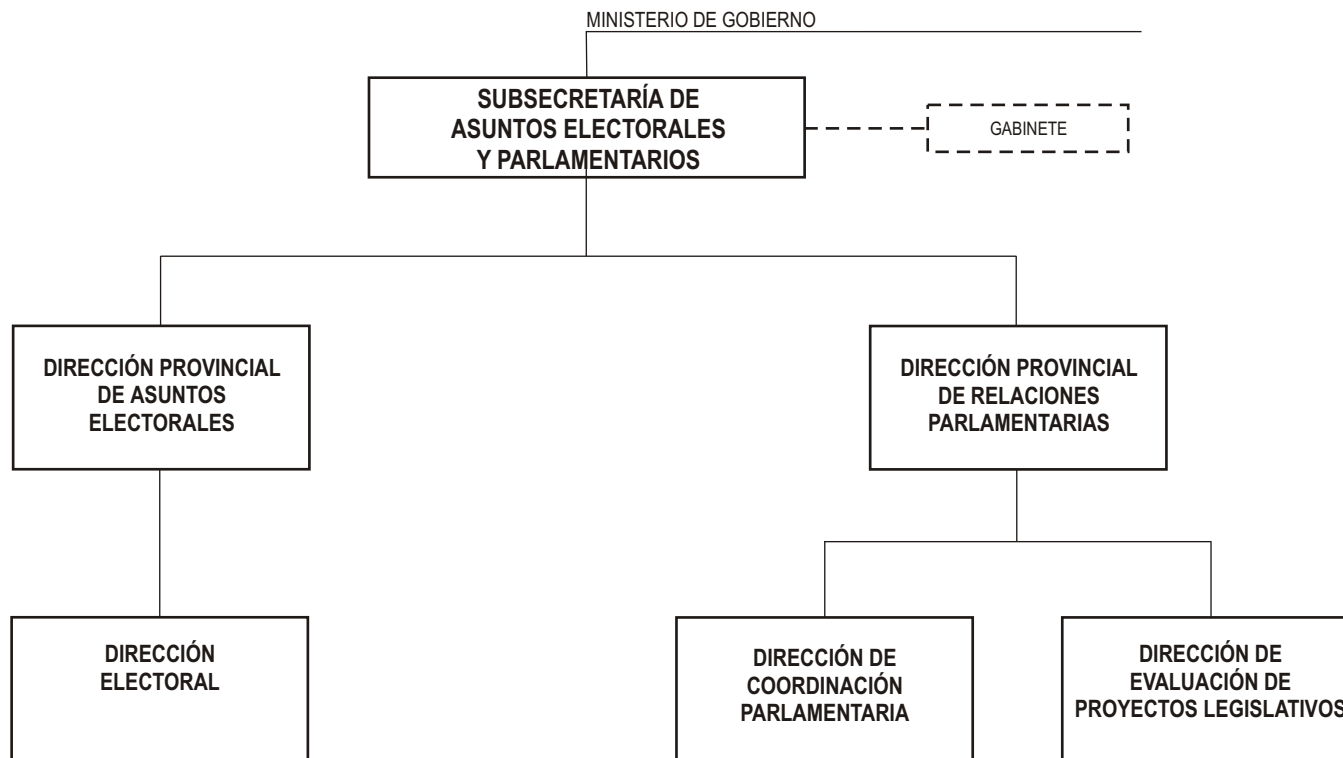 MINISTERIO DE GOBIERNO
SUBSECRETARÍA DE
ASUNTOS ELECTORALES
Y PARLAMENTARIOS
GABINETE
DIRECCIÓN PROVINCIAL
DE ASUNTOS
ELECTORALES
DIRECCIÓN PROVINCIAL
DE RELACIONES
PARLAMENTARIAS
DIRECCIÓN
ELECTORAL
DIRECCIÓN DE
COORDINACIÓN
PARLAMENTARIA
DIRECCIÓN DE
EVALUACIÓN DE
PROYECTOS LEGISLATIVOS